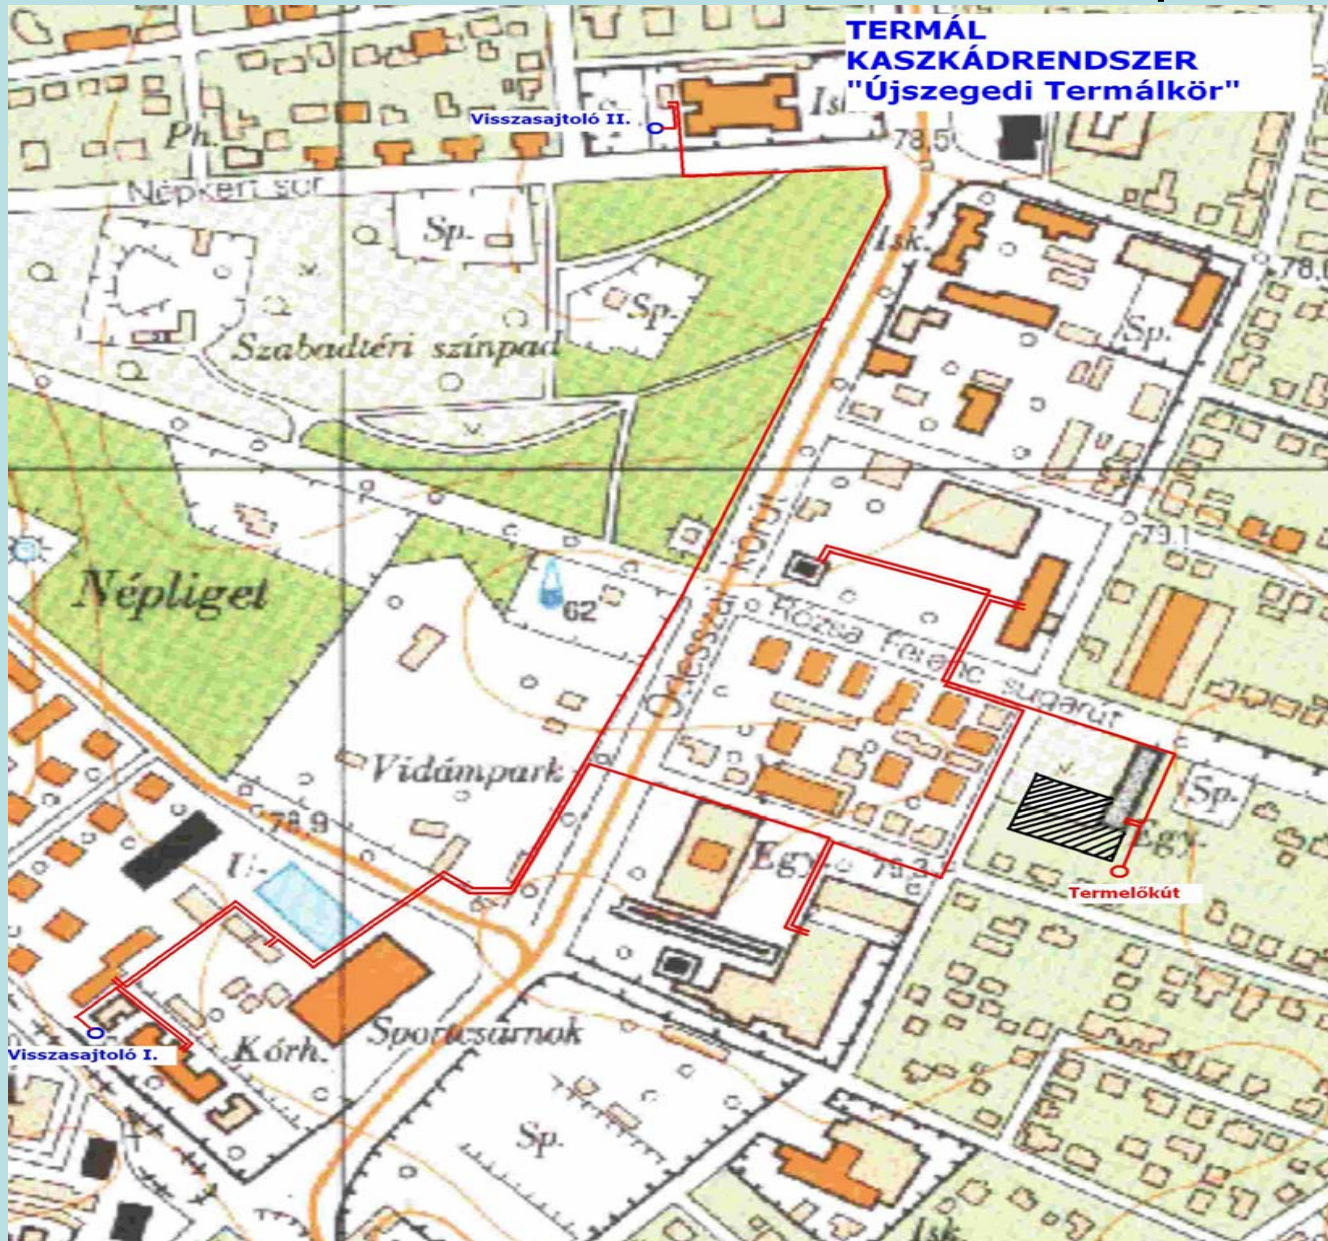 TERMÁL
KASZKÁDRENDSZER
"Újszegedi Termálkör"
Visszasajtoló II.
Isk.
Ph.
78,5
Népkert sor
Sp.
Isk.
78,
Sp.
Sp.
Szabadtéri színpad
79,1
Népliget
62
Odesszai körút
Rózsa Ferenc sugárút
Vidámpark
78,9
Sp.
U.
Egy.
79,3
Egy.
Termelőkút
Visszasajtoló I.
Kórh.
Sportcsarnok
Sp.
Isk.